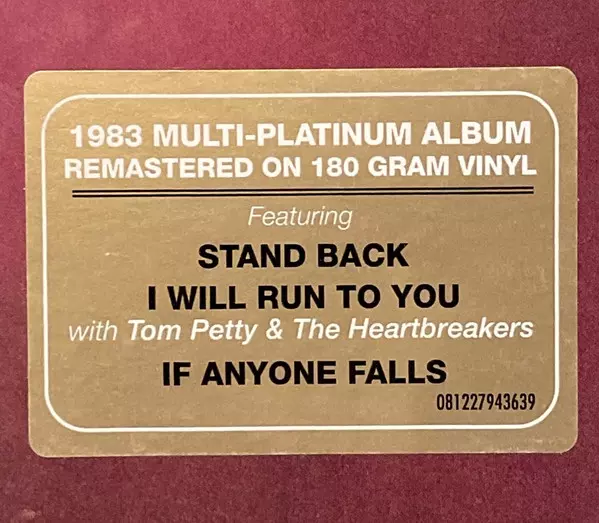 1983 MULTI-PLATINUM ALBUM
REMASTERED ON 180 GRAM VINYL
Featuring
STAND BACK
I WILL RUN TO YOU
with Tom Petty & The Heartbreakers
IF ANYONE FALLS
081227943639